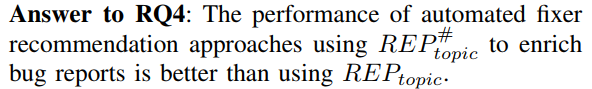 Answer to RQ4: The performance of automated fixer
recommendation approaches using REP#topic to enrich
bug reports is better than using REPtopic.